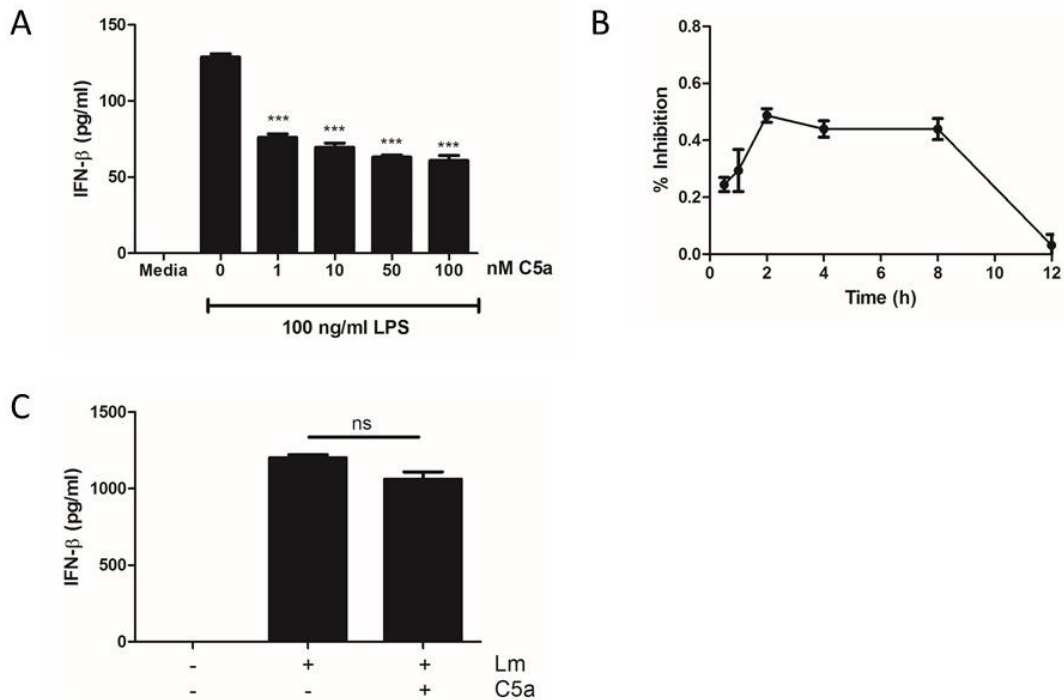 A
IFN-β (pg/ml)
150
100
50
0
***
***
***
***
Media
0
1
10
50
100
nM C5a
100 ng/ml LPS
B
% Inhibition
0.8
0.6
0.4
0.2
0.0
0
2
4
6
8
10
12
Time (h)
C
IFN-β (pg/ml)
1500
1000
500
0
ns
- + + Lm
- - + C5a